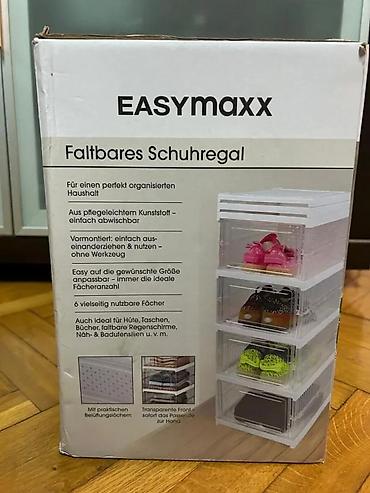 EASYmaxx
Faltbares Schuhregal
Für einen perfekt organisierten
Haushalt
Aus pflegeleichtem Kunststoff –
einfach abwischbar
Vormontiert: einfach aus-
einanderziehen & nutzen –
ohne Werkzeug
Easy auf die gewünschte Größe
anpassbar – immer die ideale
Fächeranzahl
6 vielseitig nutzbare Fächer
Auch ideal für Hüte, Taschen,
Bücher, faltbare Regenschirme,
Näh- & Badutensilien u. v. m.
Mit praktischen
Belüftungslöchern
Transparente Front –
sofort das Passende
zur Hand